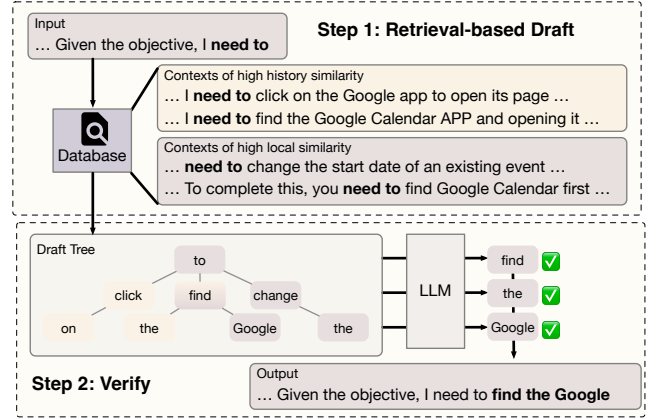 Step 1: Retrieval-based Draft
Input
... Given the objective, I need to
Contexts of high history similarity
... I need to click on the Google app to open its page ...
... I need to find the Google Calendar APP and opening it ...
Database
Contexts of high local similarity
... need to change the start date of an existing event ...
... To complete this, you need to find Google Calendar first ...
Draft Tree
to
click find change
on the Google the
LLM
find
the
Google
Step 2: Verify
Output
... Given the objective, I need to find the Google